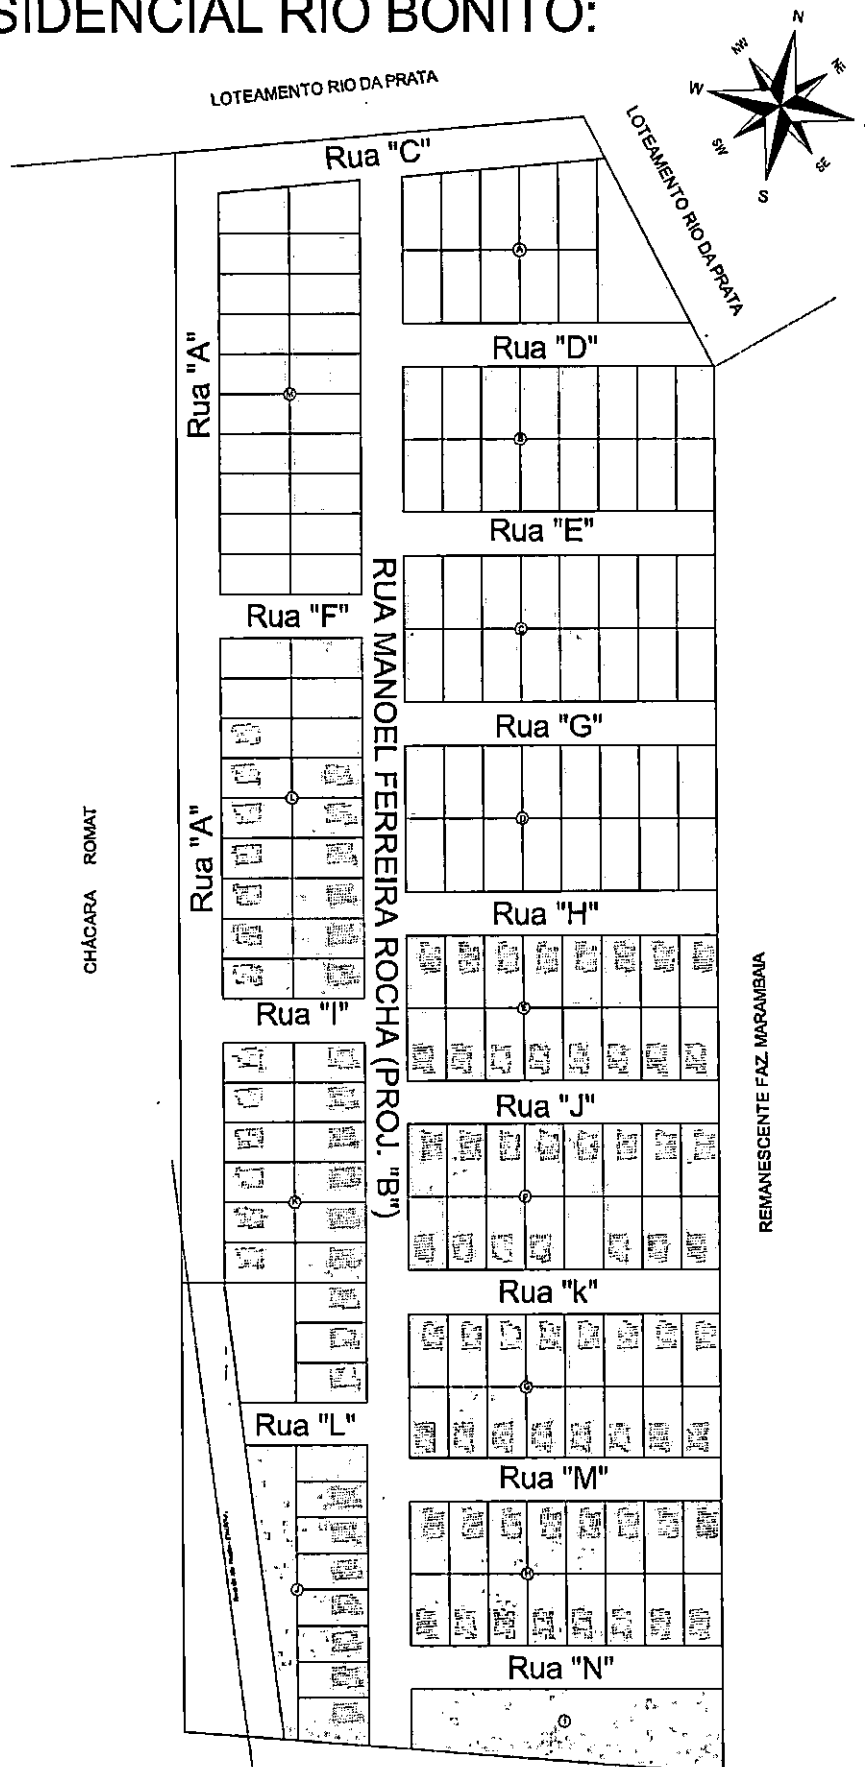 SIDENCIAL RIO BONITO:
N
NW
NE
W
SW
SE
S
LOTEAMENTO RIO DA PRATA
LOTEAMENTO RIO DA PRATA
Rua "C"
A
Rua "D"
Rua "A"
M
B
Rua "E"
Rua "F"
RUA MANOEL FERREIRA ROCHA (PROJ. "B")
C
Rua "G"
CHÁCARA ROMAT
Rua "A"
L
D
Rua "H"
Rua "I"
E
REMANESCENTE FAZ. MARAMBAIA
Rua "J"
K
F
Rua "k"
G
Rua "L"
Rua "M"
J
H
Rua "N"
I